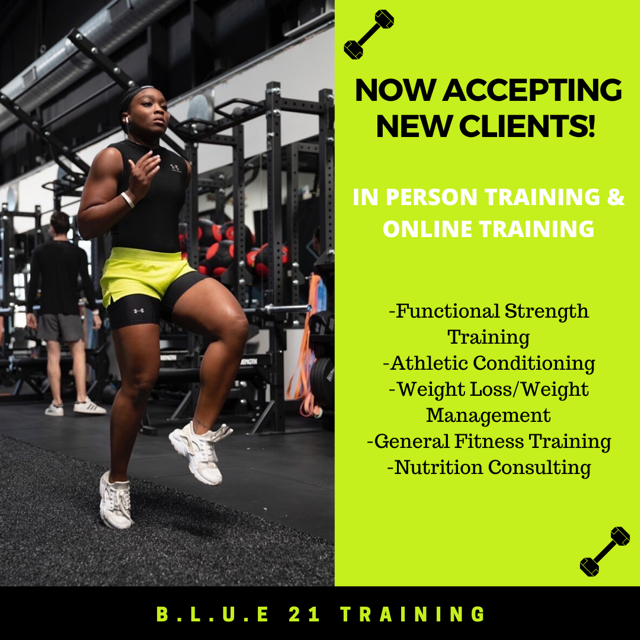 NOW ACCEPTING
NEW CLIENTS!
IN PERSON TRAINING &
ONLINE TRAINING
-Functional Strength
Training
-Athletic Conditioning
-Weight Loss/Weight
Management
-General Fitness Training
-Nutrition Consulting
B.L.U.E 21 TRAINING